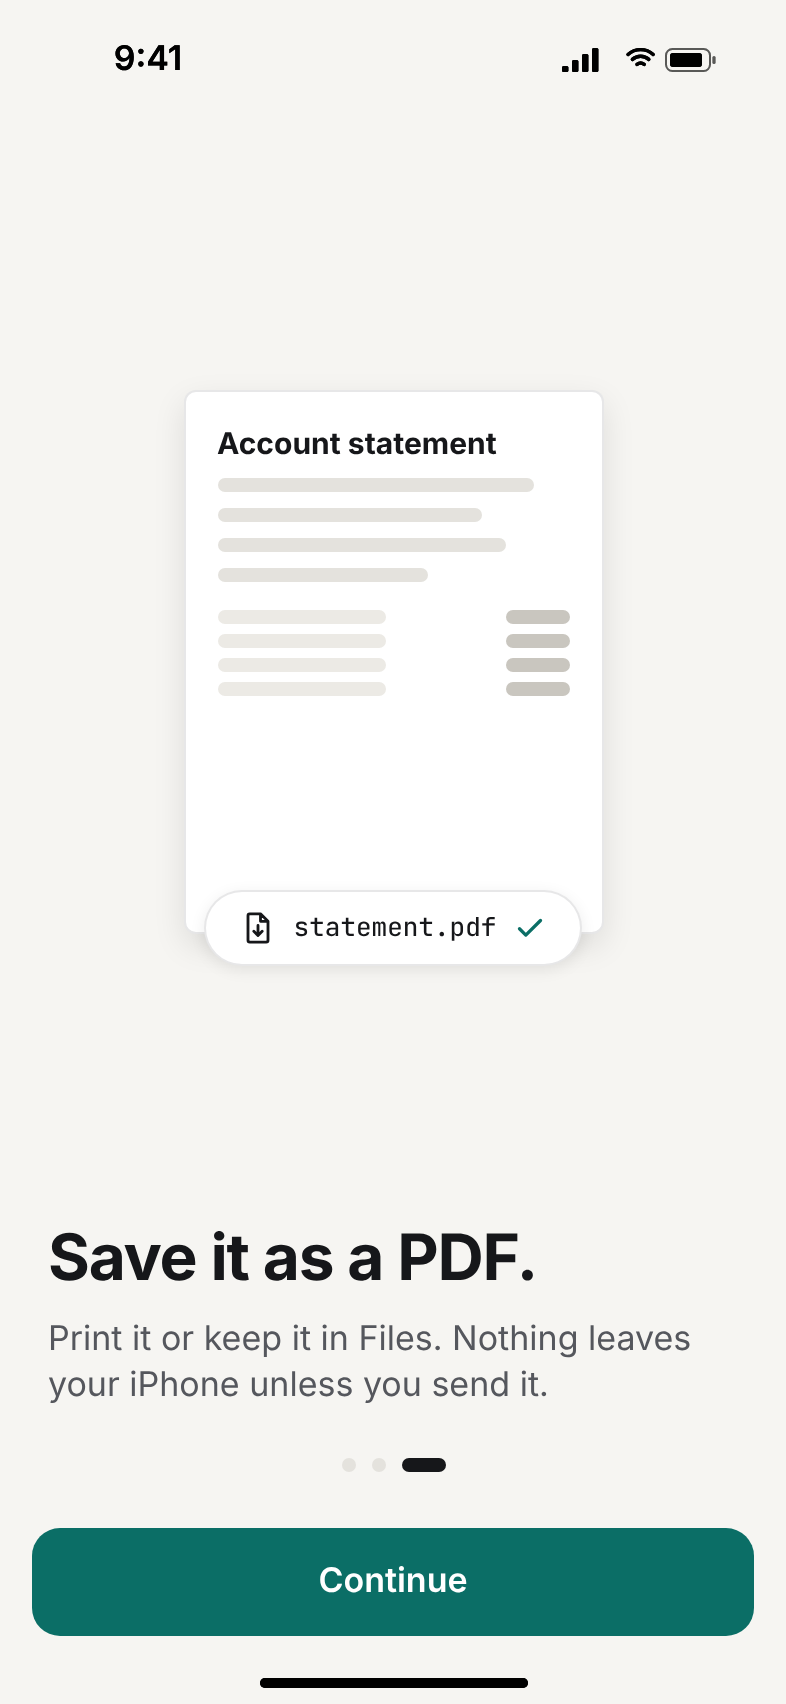 9:41
Account statement
statement.pdf
Save it as a PDF.
Print it or keep it in Files. Nothing leaves
your iPhone unless you send it.
Continue